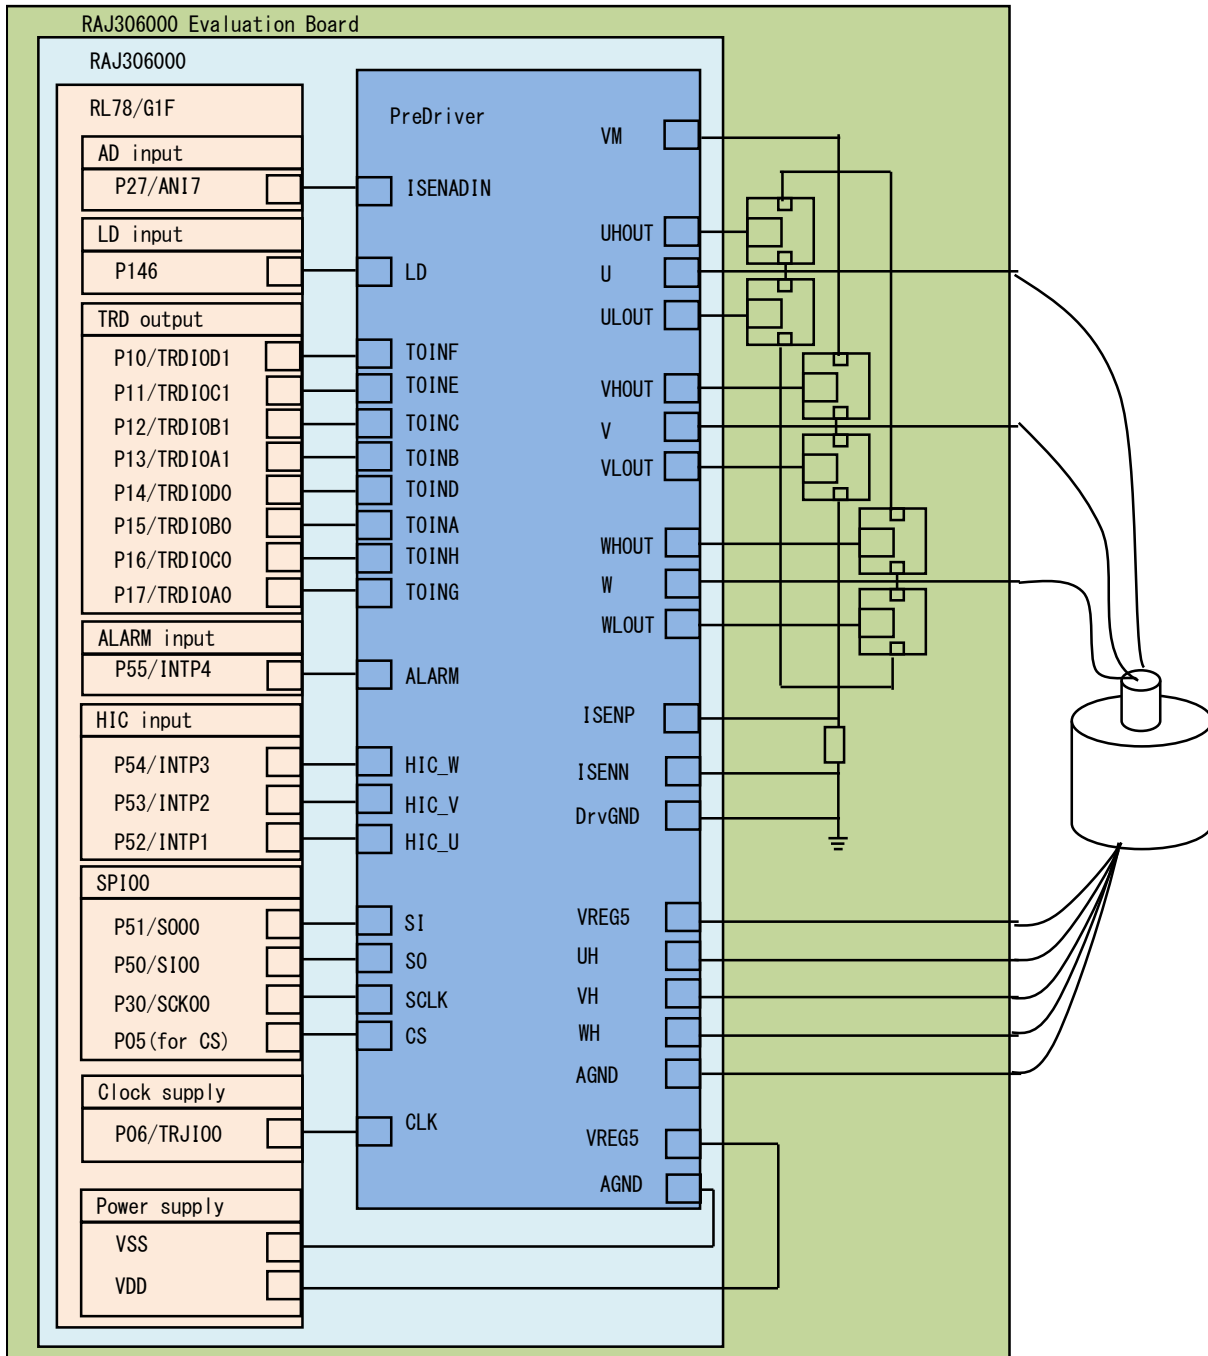 RAJ306000 Evaluation Board
RAJ306000
RL78/G1F
AD input
P27/ANI7
LD input
P146
TRD output
P10/TRDIOD1
P11/TRDIOC1
P12/TRDIOB1
P13/TRDIOA1
P14/TRDIOD0
P15/TRDIOB0
P16/TRDIOC0
P17/TRDIOA0
ALARM input
P55/INTP4
HIC input
P54/INTP3
P53/INTP2
P52/INTP1
SPI00
P51/SO00
P50/SI00
P30/SCK00
P05(for CS)
Clock supply
P06/TRJIO0
Power supply
VSS
VDD
PreDriver
ISENADIN
LD
TOINF
TOINE
TOINC
TOINB
TOIND
TOINA
TOINH
TOING
ALARM
HIC_W
HIC_V
HIC_U
SI
SO
SCLK
CS
CLK
VM
UHOUT
U
ULOUT
VHOUT
V
VLOUT
WHOUT
W
WLOUT
ISENP
ISENN
DrvGND
VREG5
UH
VH
WH
AGND
VREG5
AGND